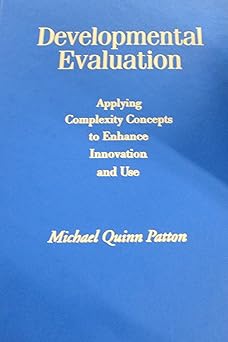 Developmental
Evaluation
Applying
Complexity Concepts
to Enhance
Innovation
and Use
Michael Quinn Patton